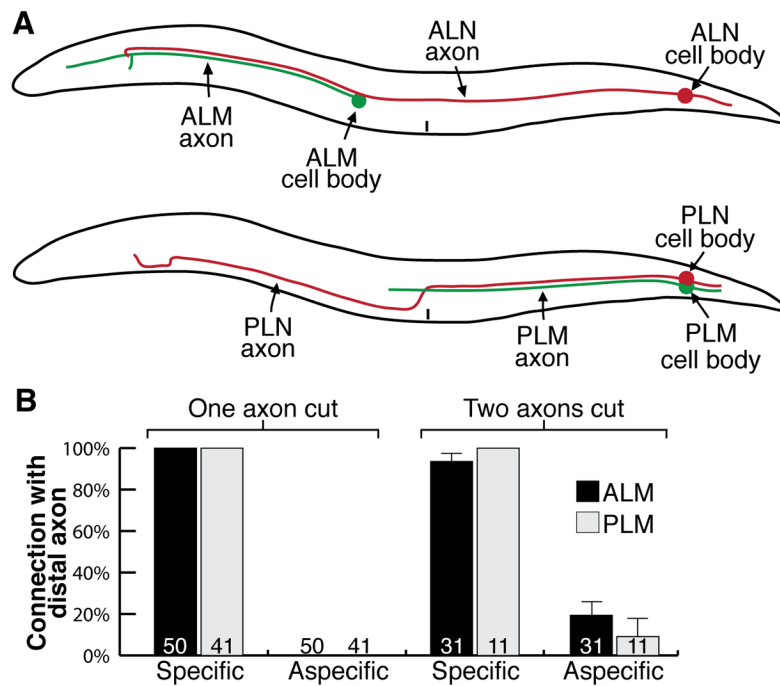 A
ALN
axon
ALN
cell body
ALM
axon
ALM
cell body
PLN
cell body
PLN
axon
PLM
axon
PLM
cell body
B
One axon cut
Two axons cut
Connection with
distal axon
100%
80%
60%
40%
20%
0%
ALM
PLM
50 41 50 41 31 11 31 11
Specific Aspecific Specific Aspecific